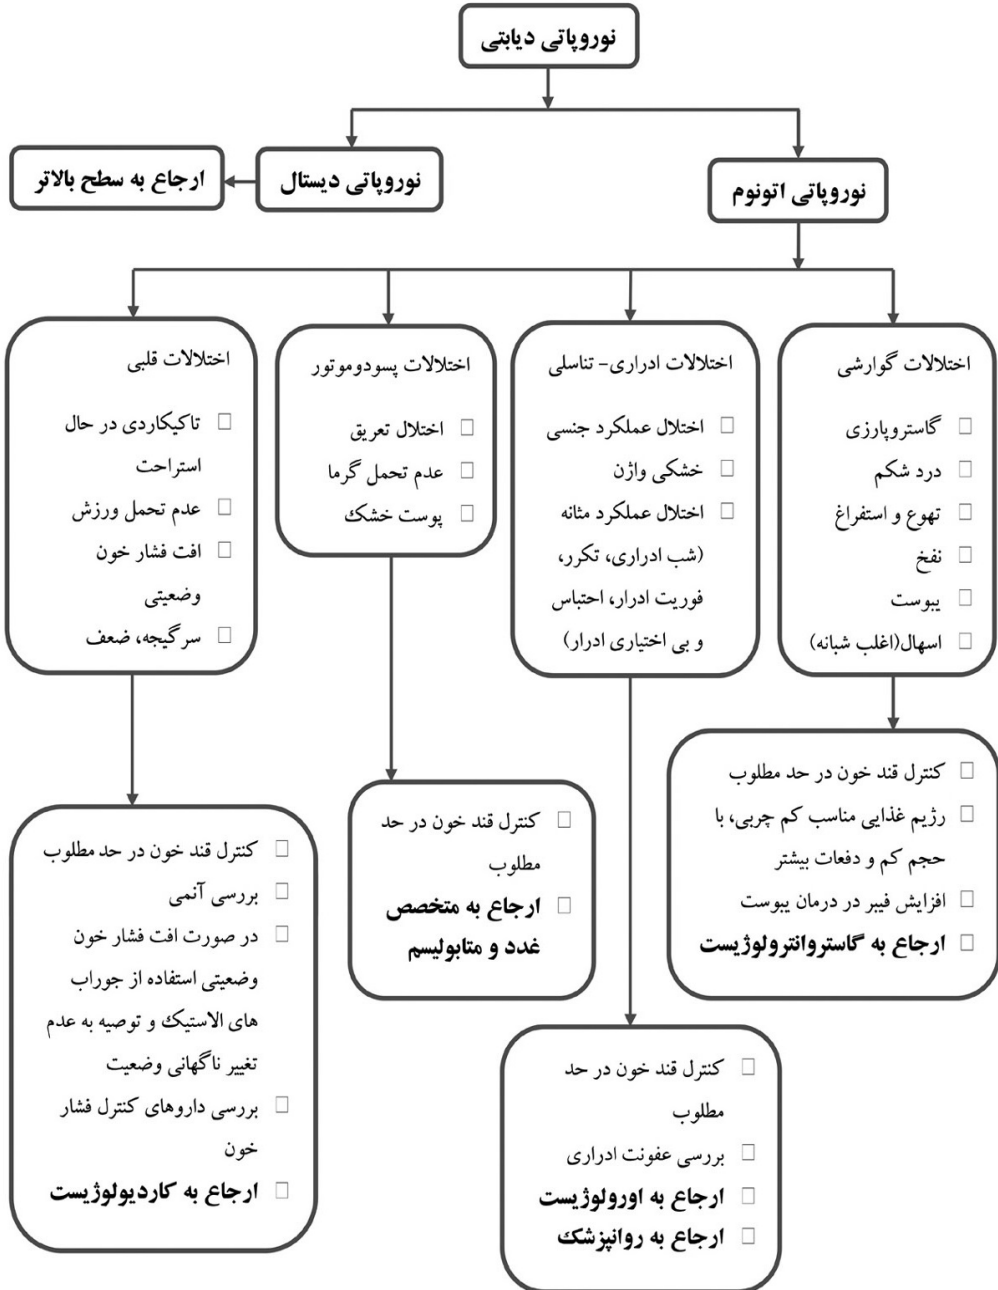 نوروپاتی دیابتی
نوروپاتی اتونوم
نوروپاتی دیستال
ارجاع به سطح بالاتر
اختلالات گوارشی
گاستروپارزی
درد شکم
تهوع و استفراغ
نفخ
یبوست
اسهال(اغلب شبانه)
اختلالات ادراری- تناسلی
اختلال عملکرد جنسی
خشکی واژن
اختلال عملکرد مثانه
(شب ادراری، تکرر،
فوریت ادرار، احتباس
و بی اختیاری ادرار)
اختلالات پسودوموتور
اختلال تعریق
عدم تحمل گرما
پوست خشک
اختلالات قلبی
تاکیکاردی در حال
استراحت
عدم تحمل ورزش
افت فشار خون
وضعیتی
سرگیجه، ضعف
کنترل قند خون در حد مطلوب
رژیم غذایی مناسب کم چربی، با
حجم کم و دفعات بیشتر
افزایش فیبر در درمان یبوست
ارجاع به گاستروانترولوژیست
کنترل قند خون در حد
مطلوب
بررسی عفونت ادراری
ارجاع به اورولوژیست
ارجاع به روانپزشک
کنترل قند خون در حد
مطلوب
ارجاع به متخصص
غدد و متابولیسم
کنترل قند خون در حد مطلوب
بررسی آنمی
در صورت افت فشار خون
وضعیتی استفاده از جوراب
های الاستیک و توصیه به عدم
تغییر ناگهانی وضعیت
بررسی داروهای کنترل فشار
خون
ارجاع به کاردیولوژیست